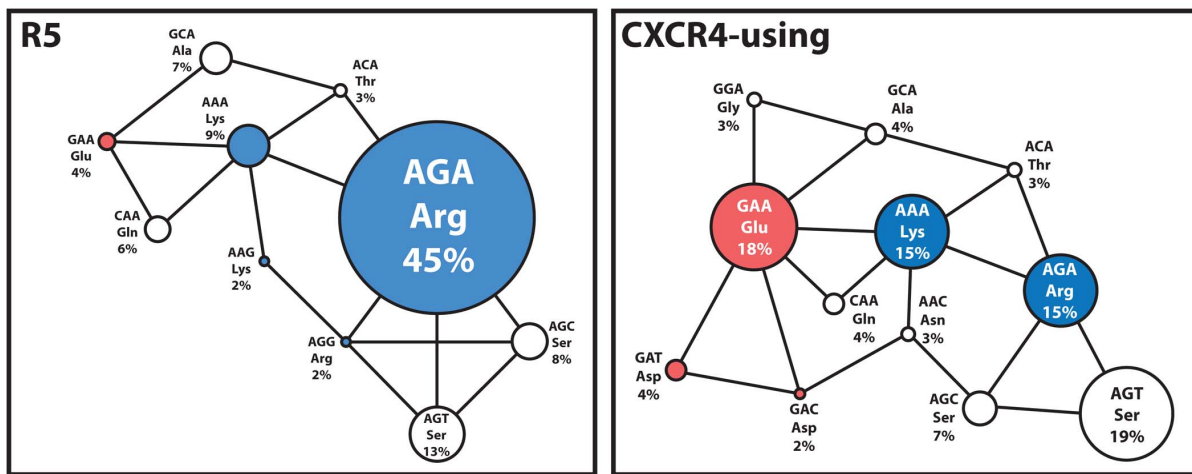 R5
GCA
Ala
7%
ACA
Thr
3%
AAA
Lys
9%
GAA
Glu
4%
AGA
Arg
45%
CAA
Gln
6%
AAG
Lys
2%
AGG
Arg
2%
AGC
Ser
8%
AGT
Ser
13%
CXCR4-using
GGA
Gly
3%
GCA
Ala
4%
ACA
Thr
3%
GAA
Glu
18%
AAA
Lys
15%
AGA
Arg
15%
CAA
Gln
4%
AAC
Asn
3%
GAT
Asp
4%
GAC
Asp
2%
AGC
Ser
7%
AGT
Ser
19%